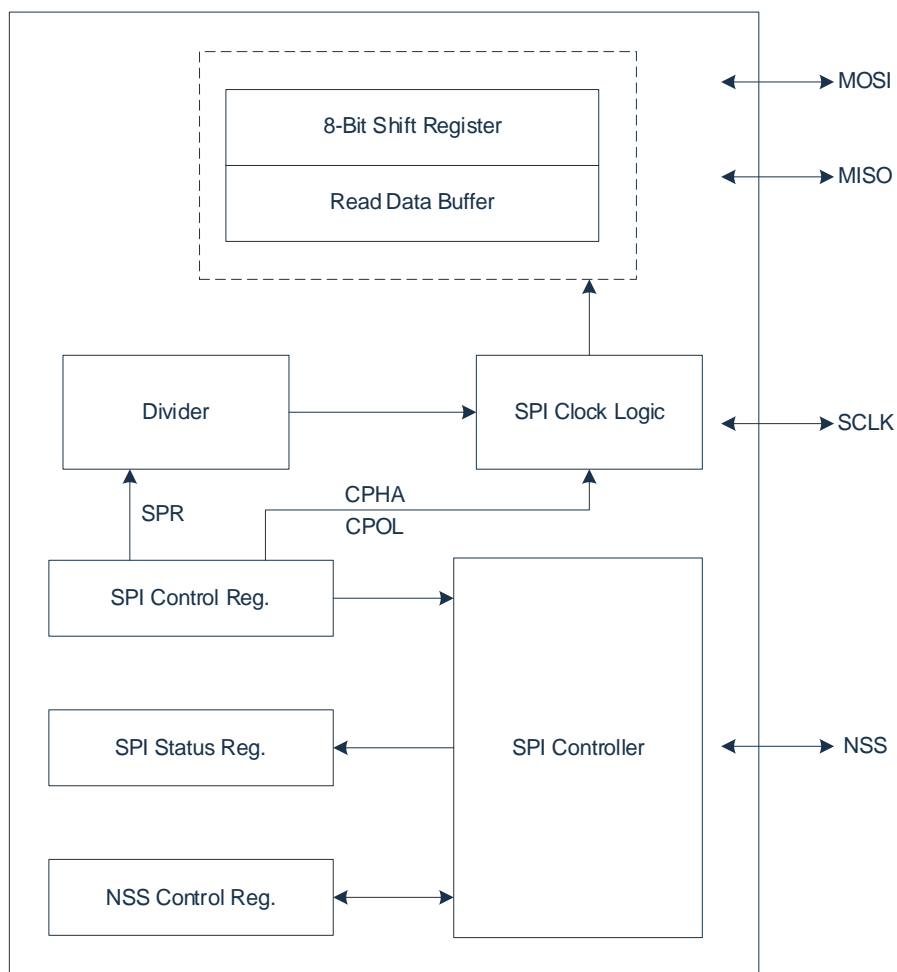 MOSI
8-Bit Shift Register
MISO
Read Data Buffer
Divider
SPI Clock Logic
SCLK
CPHA
SPR
CPOL
SPI Control Reg.
SPI Status Reg.
SPI Controller
NSS
NSS Control Reg.